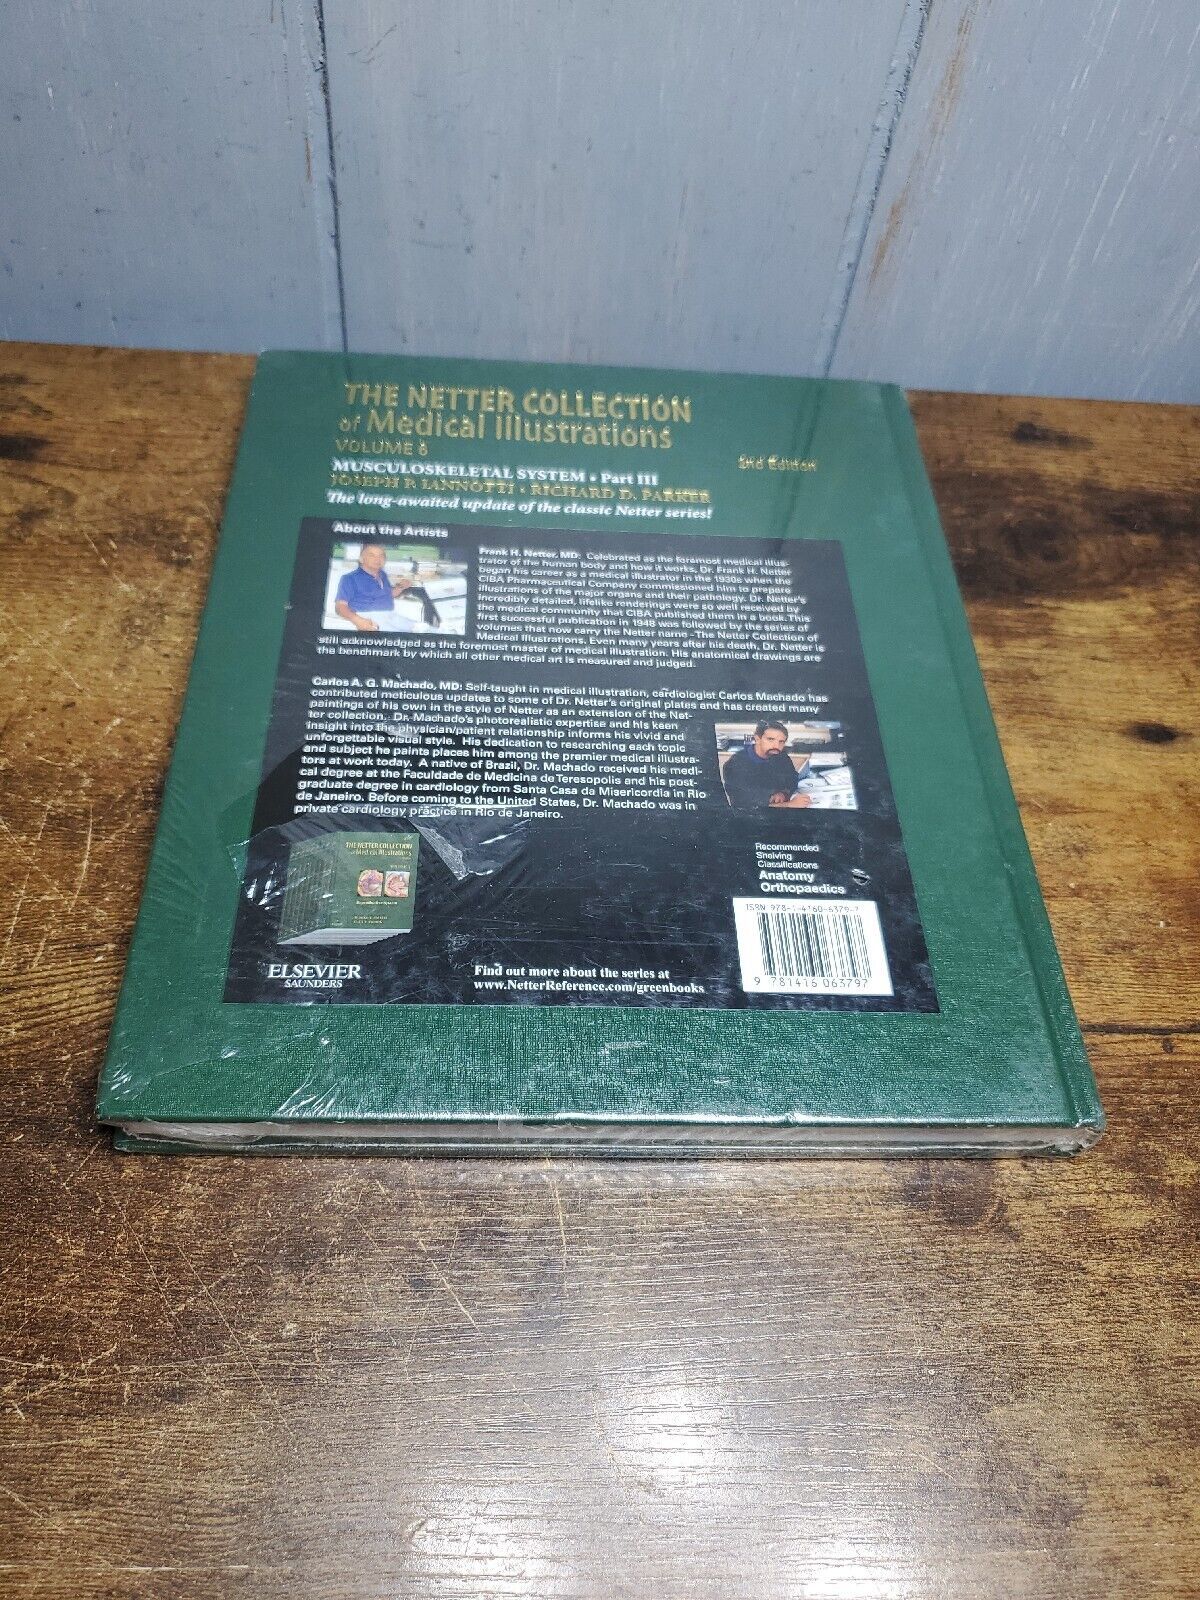 THE NETTER COLLECTION
of Medical Illustrations
VOLUME 6
2nd Edition
MUSCULOSKELETAL SYSTEM • Part III
JOSEPH P. IANNOTTI • RICHARD D. PARKER
The long-awaited update of the classic Netter series!
About the Artists
Frank H. Netter, MD: Celebrated as the foremost medical illus-
trator of the human body and how it works, Dr. Frank H. Netter
began his career as a medical illustrator in the 1930s when the
CIBA Pharmaceutical Company commissioned him to prepare
illustrations of the major organs and their pathology. Dr. Netter's
incredibly detailed, lifelike renderings were so well received by
the medical community that CIBA published them in a book. This
first successful publication in 1948 was followed by the series of
volumes that now carry the Netter name –The Netter Collection of
Medical Illustrations. Even many years after his death, Dr. Netter is
still acknowledged as the foremost master of medical illustration. His anatomical drawings are
the benchmark by which all other medical art is measured and judged.
Carlos A. G. Machado, MD: Self-taught in medical illustration, cardiologist Carlos Machado has
contributed meticulous updates to some of Dr. Netter's original plates and has created many
paintings of his own in the style of Netter as an extension of the Net-
ter collection. Dr. Machado's photorealistic expertise and his keen
insight into the physician/patient relationship informs his vivid and
unforgettable visual style. His dedication to researching each topic
and subject he paints places him among the premier medical illustra-
tors at work today. A native of Brazil, Dr. Machado received his medi-
cal degree at the Faculdade de Medicina de Teresopolis and his post-
graduate degree in cardiology from Santa Casa da Misericordia in Rio
de Janeiro. Before coming to the United States, Dr. Machado was in
private cardiology practice in Rio de Janeiro.
THE NETTER COLLECTION
of Medical Illustrations
Recommended
Shelving
Classifications
Anatomy
Orthopaedics
ISBN 978-1-4160-6379-7
9 781416 063797
ELSEVIER
SAUNDERS
Find out more about the series at
www.NetterReference.com/greenbooks